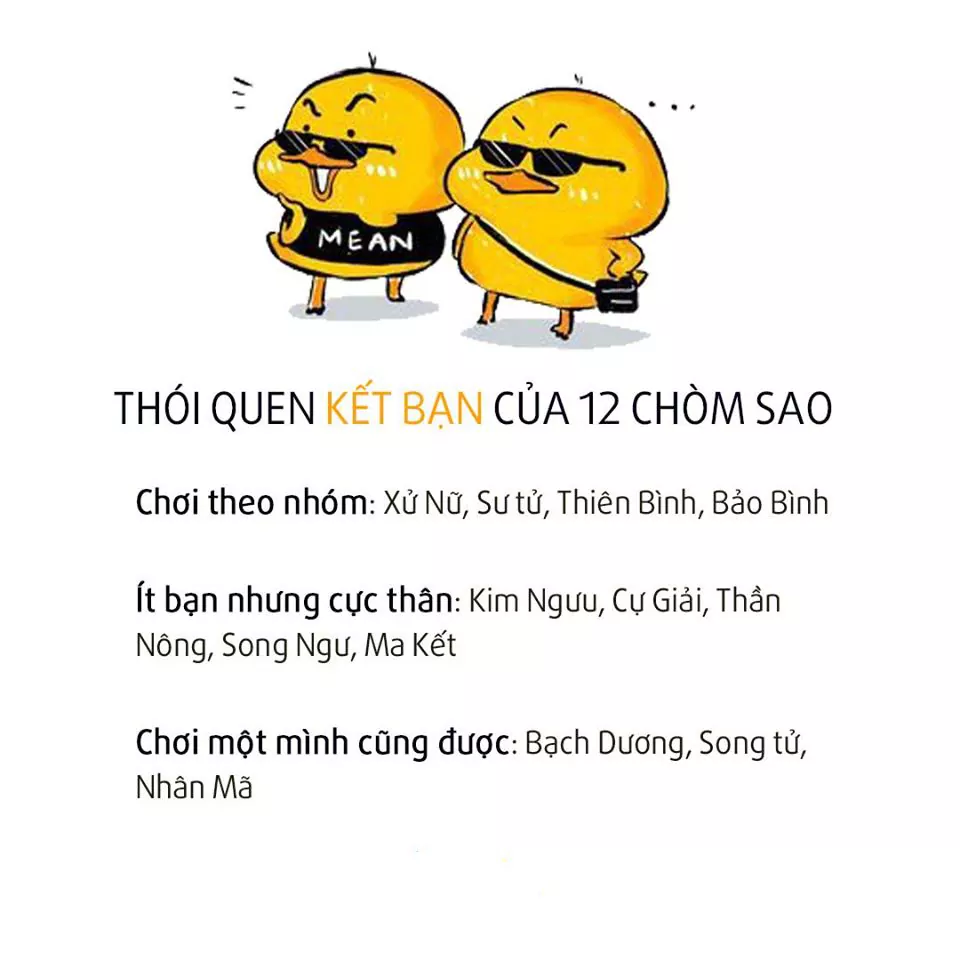 MEAN
THÓI QUEN KẾT BẠN CỦA 12 CHÒM SAO
Chơi theo nhóm: Xử Nữ, Sư tử, Thiên Bình, Bảo Bình
Ít bạn nhưng cực thân: Kim Ngưu, Cự Giải, Thần
Nông, Song Ngư, Ma Kết
Chơi một mình cũng được: Bạch Dương, Song tử,
Nhân Mã